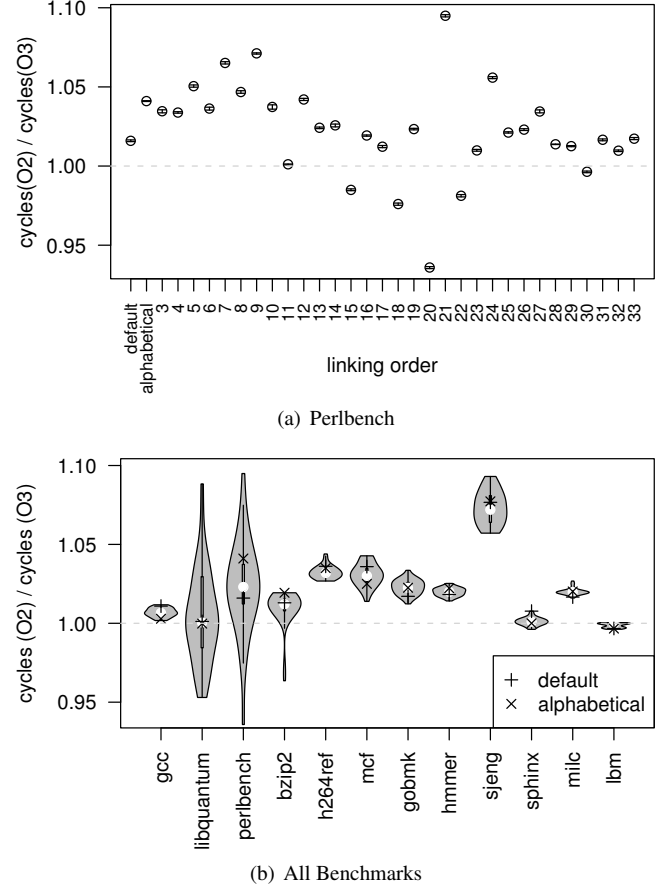 1.10
1.05
1.00
0.95
cycles(O2) / cycles(O3)
default
alphabetical
3
4
5
6
7
8
9
10
11
12
13
14
15
16
17
18
19
20
21
22
23
24
25
26
27
28
29
30
31
32
33
linking order
(a) Perlbench
1.10
1.05
1.00
0.95
cycles (O2) / cycles (O3)
default
alphabetical
gcc
libquantum
perlbench
bzip2
h264ref
mcf
gobmk
hmmer
sjeng
sphinx
milc
lbm
(b) All Benchmarks